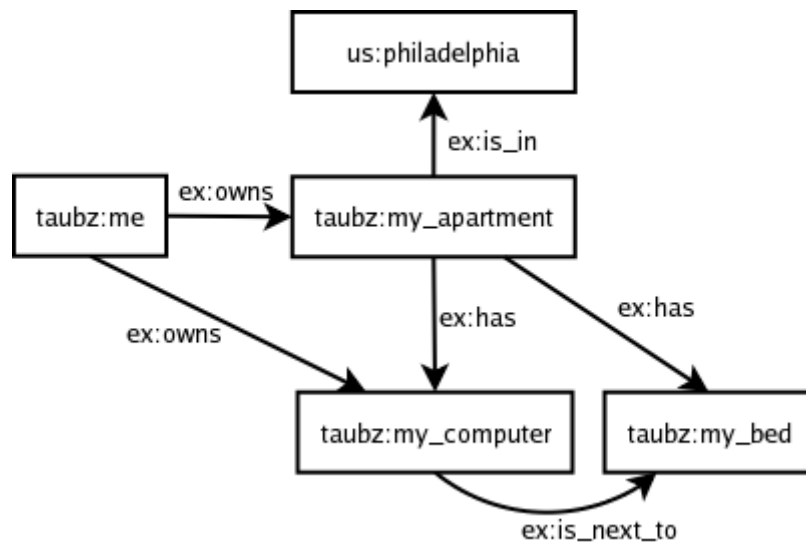 us:philadelphia
ex:is_in
ex:owns
taubz:me
taubz:my_apartment
ex:has
ex:has
ex:owns
taubz:my_computer
taubz:my_bed
ex:is_next_to